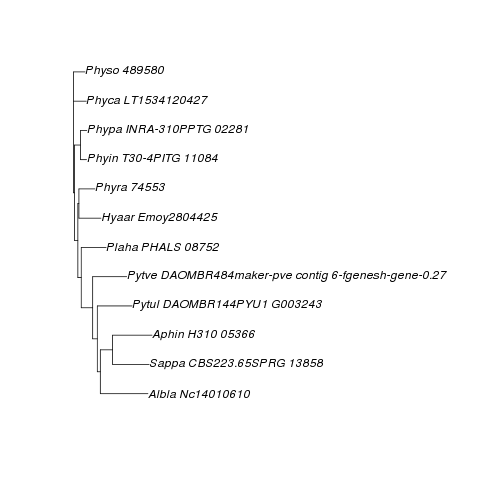 Physo 489580
Phyca LT1534120427
Phypa INRA-310PPTG 02281
Phyin T30-4PITG 11084
Phyra 74553
Hyaar Emoy2804425
Plaha PHALS 08752
Pytve DAOMBR484maker-pve contig 6-fgenesh-gene-0.27
Pytul DAOMBR144PYU1 G003243
Aphin H310 05366
Sappa CBS223.65SPRG 13858
Albla Nc14010610